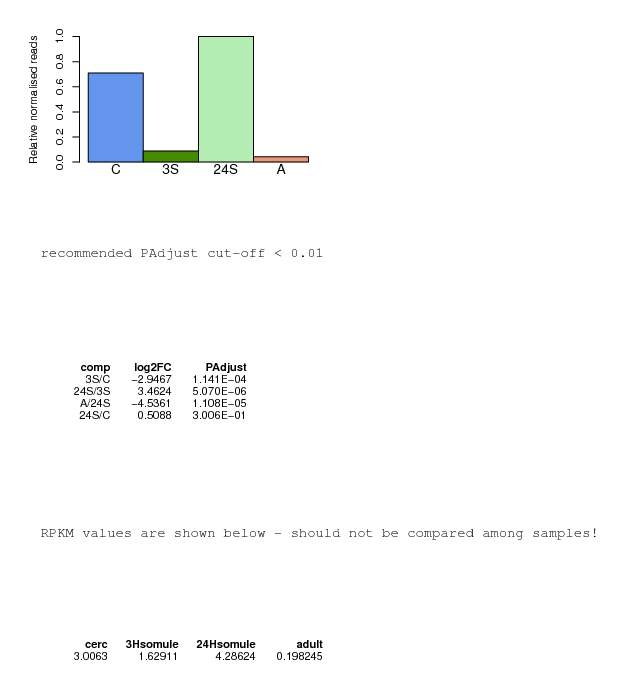 Relative normalised reads
1.0
0.8
0.6
0.4
0.2
0.0
C 3S 24S A
recommended PAdjust cut-off < 0.01
comp log2FC PAdjust
3S/C −2.9467 1.141E−04
24S/3S 3.4624 5.070E−06
A/24S −4.5361 1.108E−05
24S/C 0.5088 3.006E−01
RPKM values are shown below - should not be compared among samples!
cerc 3Hsomule 24Hsomule adult
3.0063 1.62911 4.28624 0.198245